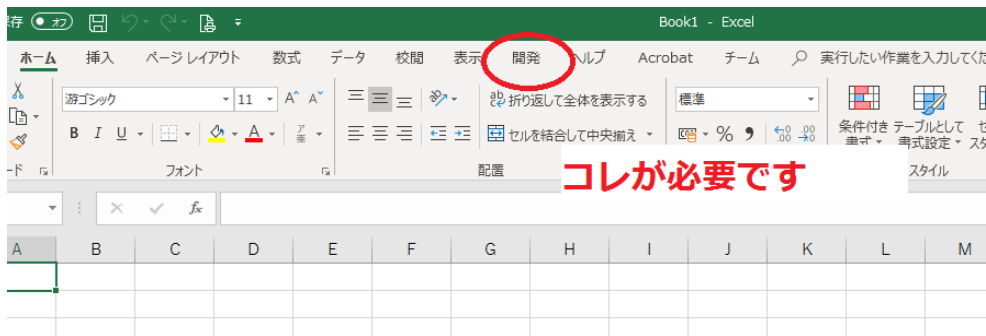 保存 オフ Book1 - Excel
ホーム 挿入 ページ レイアウト 数式 データ 校閲 表示 開発 ヘルプ Acrobat チーム 実行したい作業を入力してくだ
游ゴシック 11 A A 折り返して全体を表示する 標準
B I U A ア亜 セルを結合して中央揃え % 条件付き書式 テーブルとして書式設定
フォント 配置 スタイル
コレが必要です
fx
A B C D E F G H I J K L M